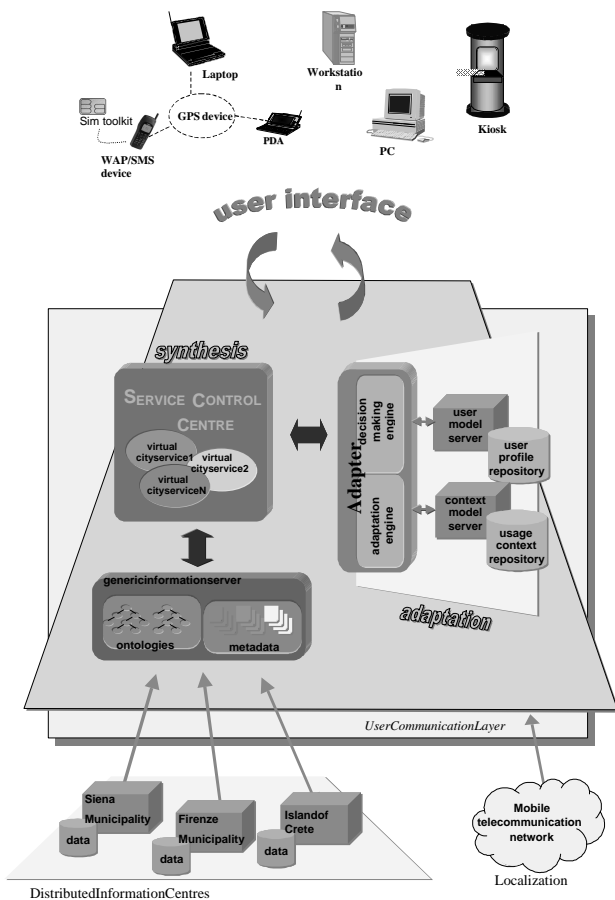 Laptop
Workstatio
n
Sim toolkit
GPS device
WAP/SMS
device
PDA
PC
Kiosk
user interface
synthesis
SERVICE CONTROL
CENTRE
virtual
cityservice1
virtual
cityservice2
virtual
cityserviceN
Adapter
decision
making
engine
adaptation
engine
user
model
server
user
profile
repository
context
model
server
usage
context
repository
genericinformationserver
ontologies
metadata
adaptation
UserCommunicationLayer
Siena
Municipality
data
Firenze
Municipality
data
Islandof
Crete
data
Mobile
telecommunication
network
Localization
DistributedInformationCentres